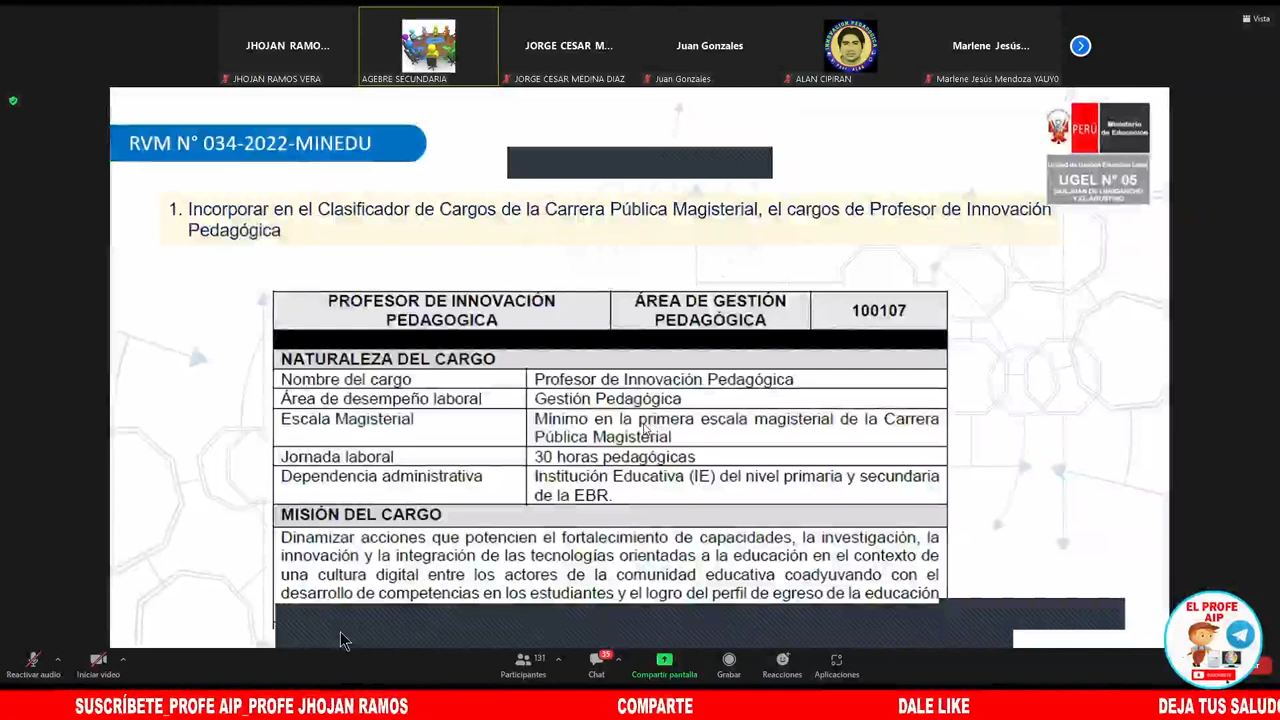 Vista
JHOJAN RAMO...
JORGE CESAR M...
Juan Gonzales
Marlene Jesús...
JHOJAN RAMOS VERA
AGEBRE SECUNDARIA
JORGE CESAR MEDINA DIAZ
Juan Gonzales
ALAN CIPIRAN
Marlene Jesús Mendoza YAUYO
RVM N° 034-2022-MINEDU
PERÚ
Ministerio
de Educación
UGEL N° 05
1. Incorporar en el Clasificador de Cargos de la Carrera Pública Magisterial, el cargos de Profesor de Innovación
Pedagógica
PROFESOR DE INNOVACIÓN
PEDAGOGICA
ÁREA DE GESTIÓN
PEDAGÓGICA
100107
NATURALEZA DEL CARGO
Nombre del cargo
Profesor de Innovación Pedagógica
Área de desempeño laboral
Gestión Pedagógica
Escala Magisterial
Mínimo en la primera escala magisterial de la Carrera
Pública Magisterial
Jornada laboral
30 horas pedagógicas
Dependencia administrativa
Institución Educativa (IE) del nivel primaria y secundaria
de la EBR.
MISIÓN DEL CARGO
Dinamizar acciones que potencien el fortalecimiento de capacidades, la investigación, la
innovación y la integración de las tecnologías orientadas a la educación en el contexto de
una cultura digital entre los actores de la comunidad educativa coadyuvando con el
desarrollo de competencias en los estudiantes y el logro del perfil de egreso de la educación
EL PROFE
AIP
SUSCRIBETE
Reactivar audio
Iniciar video
131
Participantes
35
Chat
Compartir pantalla
Grabar
Reacciones
Aplicaciones
SUSCRÍBETE_PROFE AIP_PROFE JHOJAN RAMOS
COMPARTE
DALE LIKE
DEJA TUS SALUDO